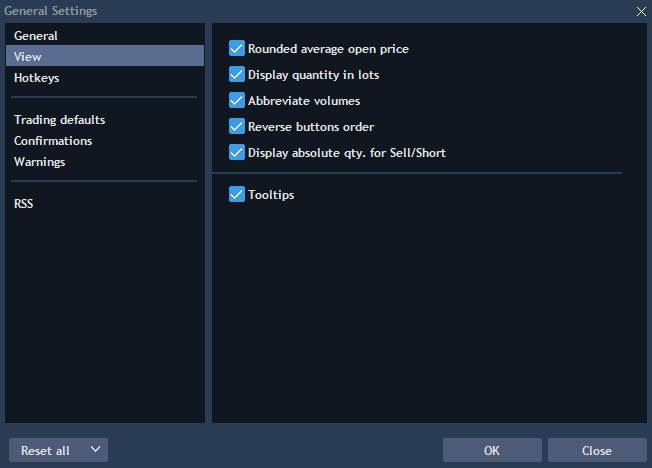 General Settings
General
View
Hotkeys
Trading defaults
Confirmations
Warnings
RSS
Rounded average open price
Display quantity in lots
Abbreviate volumes
Reverse buttons order
Display absolute qty. for Sell/Short
Tooltips
Reset all
OK
Close